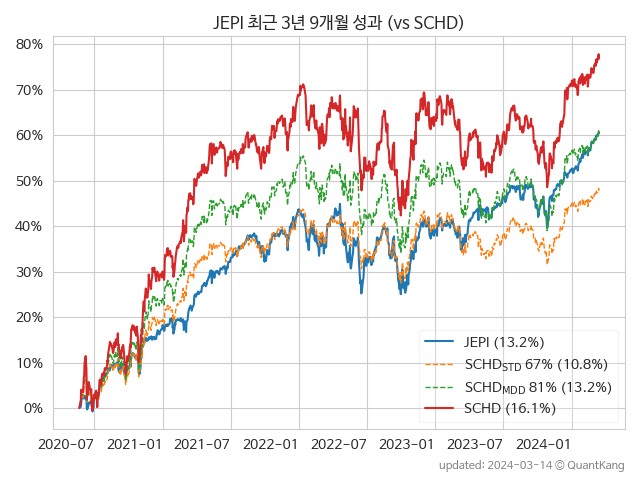 JEPI 최근 3년 9개월 성과 (vs SCHD)
80%
70%
60%
50%
40%
30%
20%
10%
0%
JEPI (13.2%)
SCHD_STD 67% (10.8%)
SCHD_MDD 81% (13.2%)
SCHD (16.1%)
2020-07 2021-01 2021-07 2022-01 2022-07 2023-01 2023-07 2024-01
updated: 2024-03-14 © QuantKang